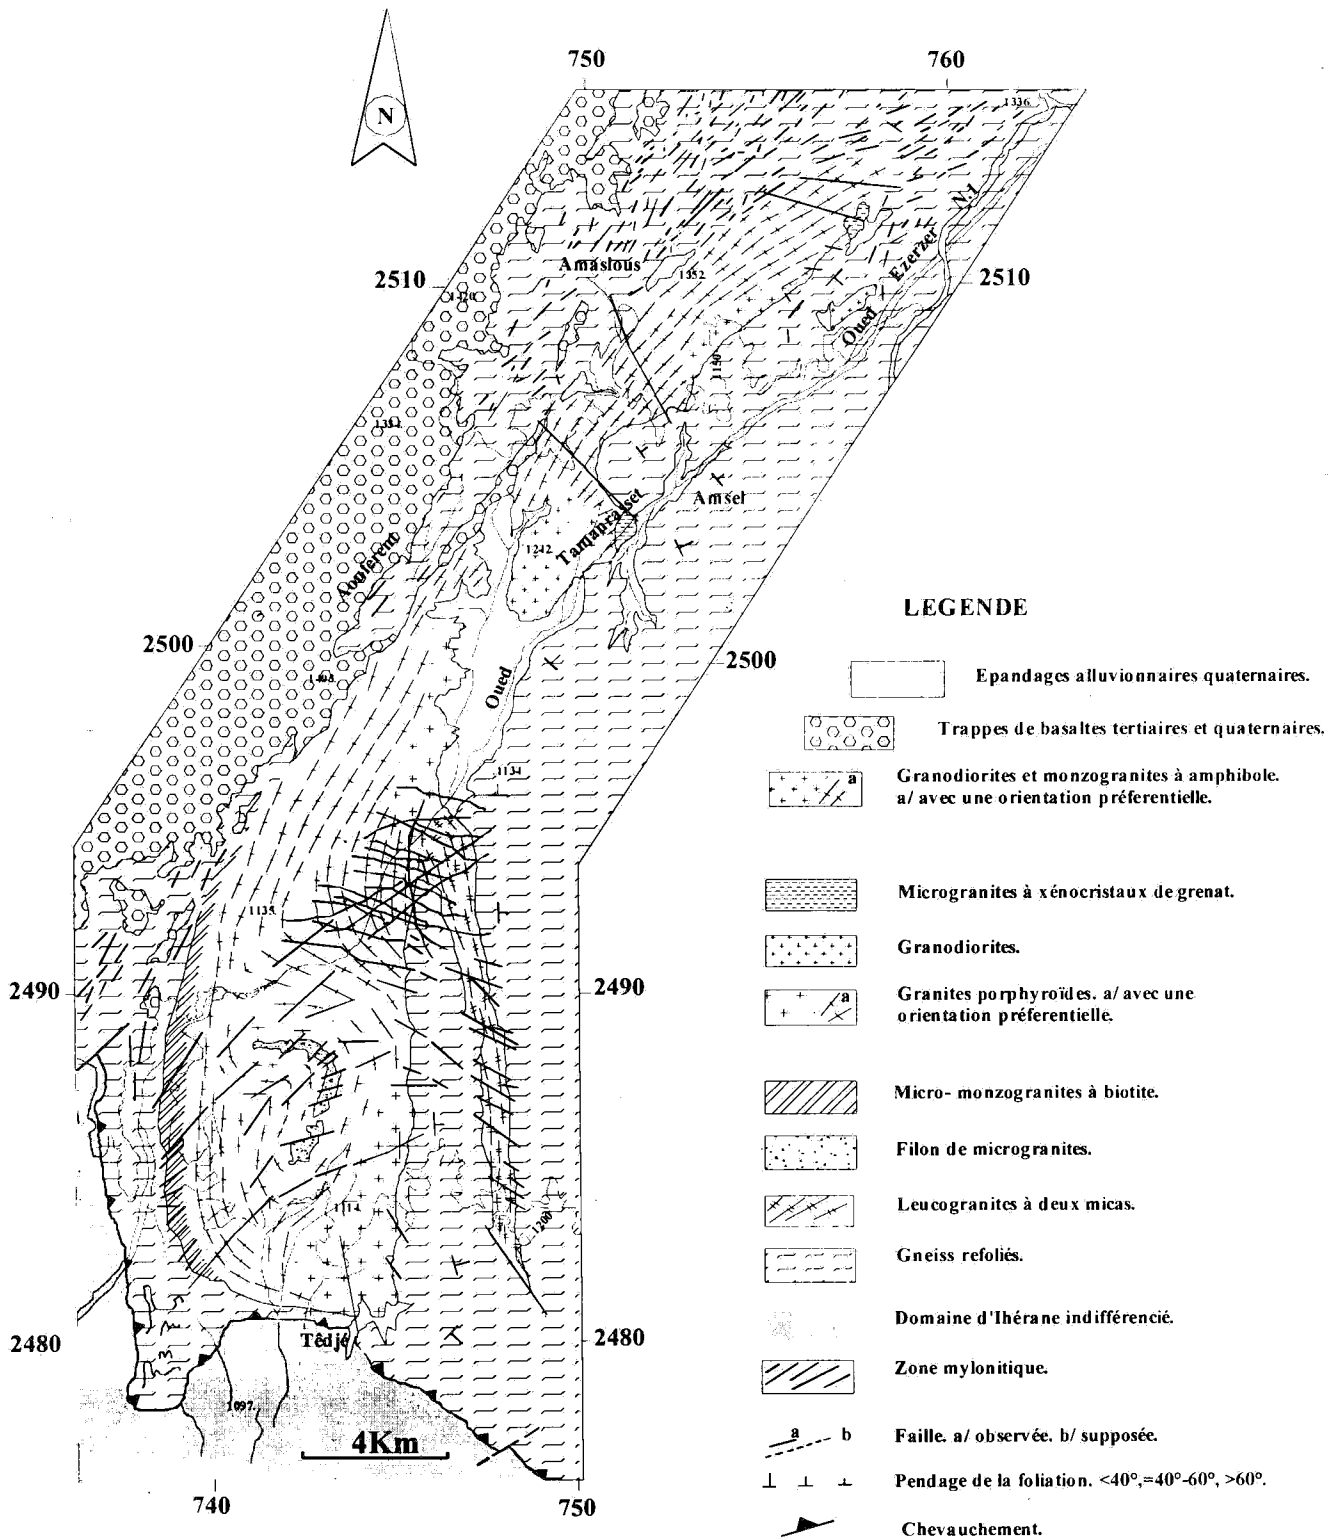 N
750
760
1336
N.1
Ezerzer
Oued
Amaslous
1352
2510
2510
1420
1190
1354
Amsel
Tamanrasset
1242
Aouferent
2500
2500
1408
Oued
1134
1135
2490
2490
1114
1200
2480
2480
Têdjé
1097
4Km
740
750
LEGENDE
Epandages alluvionnaires quaternaires.
Trappes de basaltes tertiaires et quaternaires.
a
Granodiorites et monzogranites à amphibole.
a/ avec une orientation préferentielle.
Microgranites à xénocristaux de grenat.
Granodiorites.
a
Granites porphyroïdes. a/ avec une
orientation préferentielle.
Micro- monzogranites à biotite.
Filon de microgranites.
Leucogranites à deux micas.
Gneiss refoliés.
Domaine d'Ihérane indifférencié.
Zone mylonitique.
a b
Faille. a/ observée. b/ supposée.
Pendage de la foliation. <40°,=40°-60°, >60°.
Chevauchement.